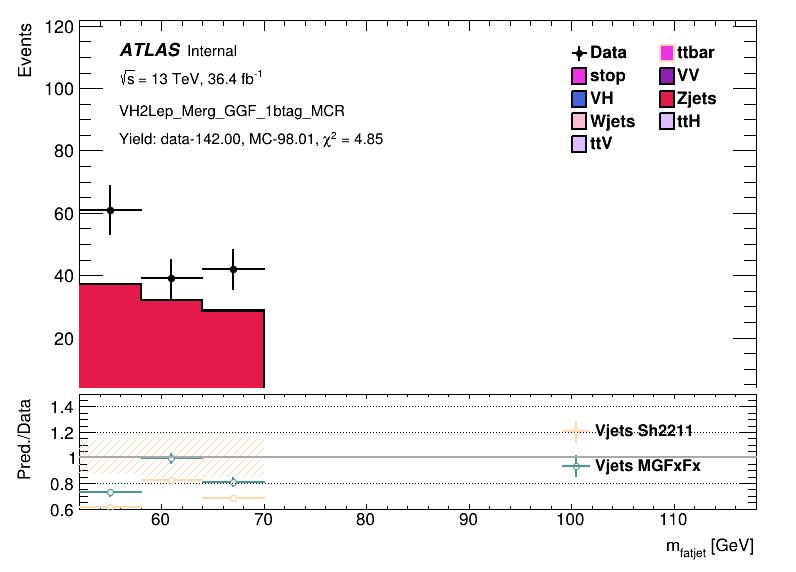 Events
120
100
80
60
40
20
ATLAS Internal
√s = 13 TeV, 36.4 fb⁻¹
VH2Lep_Merg_GGF_1btag_MCR
Yield: data-142.00, MC-98.01, χ² = 4.85
Data ttbar
stop VV
VH Zjets
Wjets ttH
ttV
Pred./Data
1.4
1.2
1
0.8
0.6
Vjets Sh2211
Vjets MGFxFx
60 70 80 90 100 110
m_fatjet [GeV]